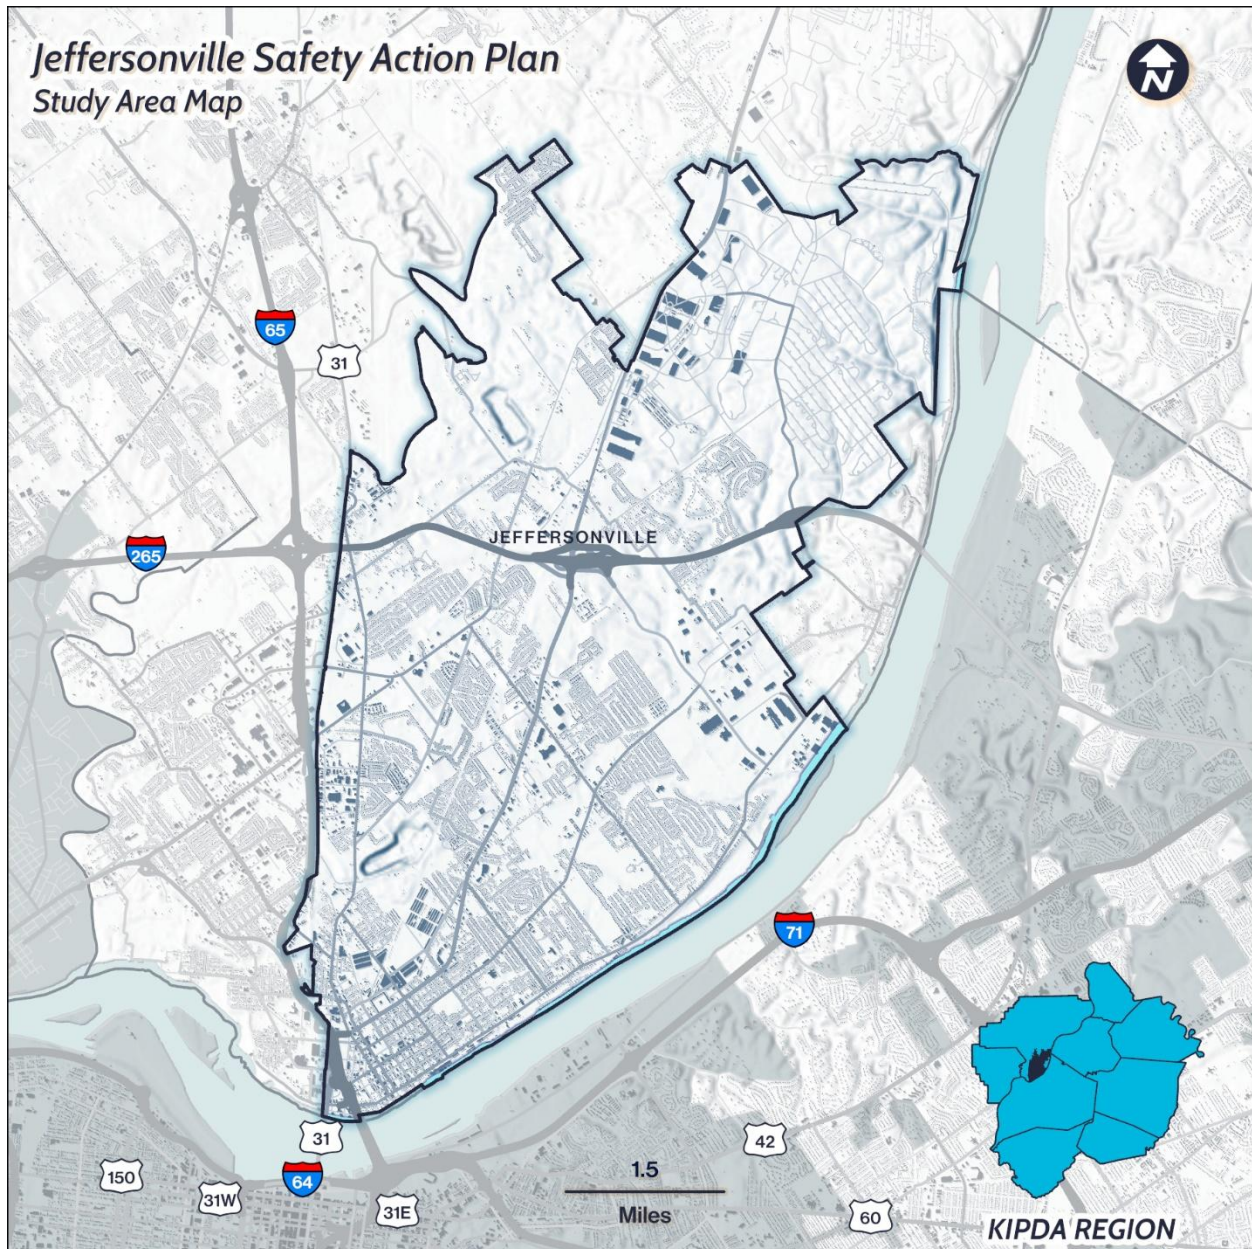 Jeffersonville Safety Action Plan
Study Area Map
N
65
31
265
JEFFERSONVILLE
71
31
42
150
64
1.5
31W
31E
Miles
60
KIPDA REGION